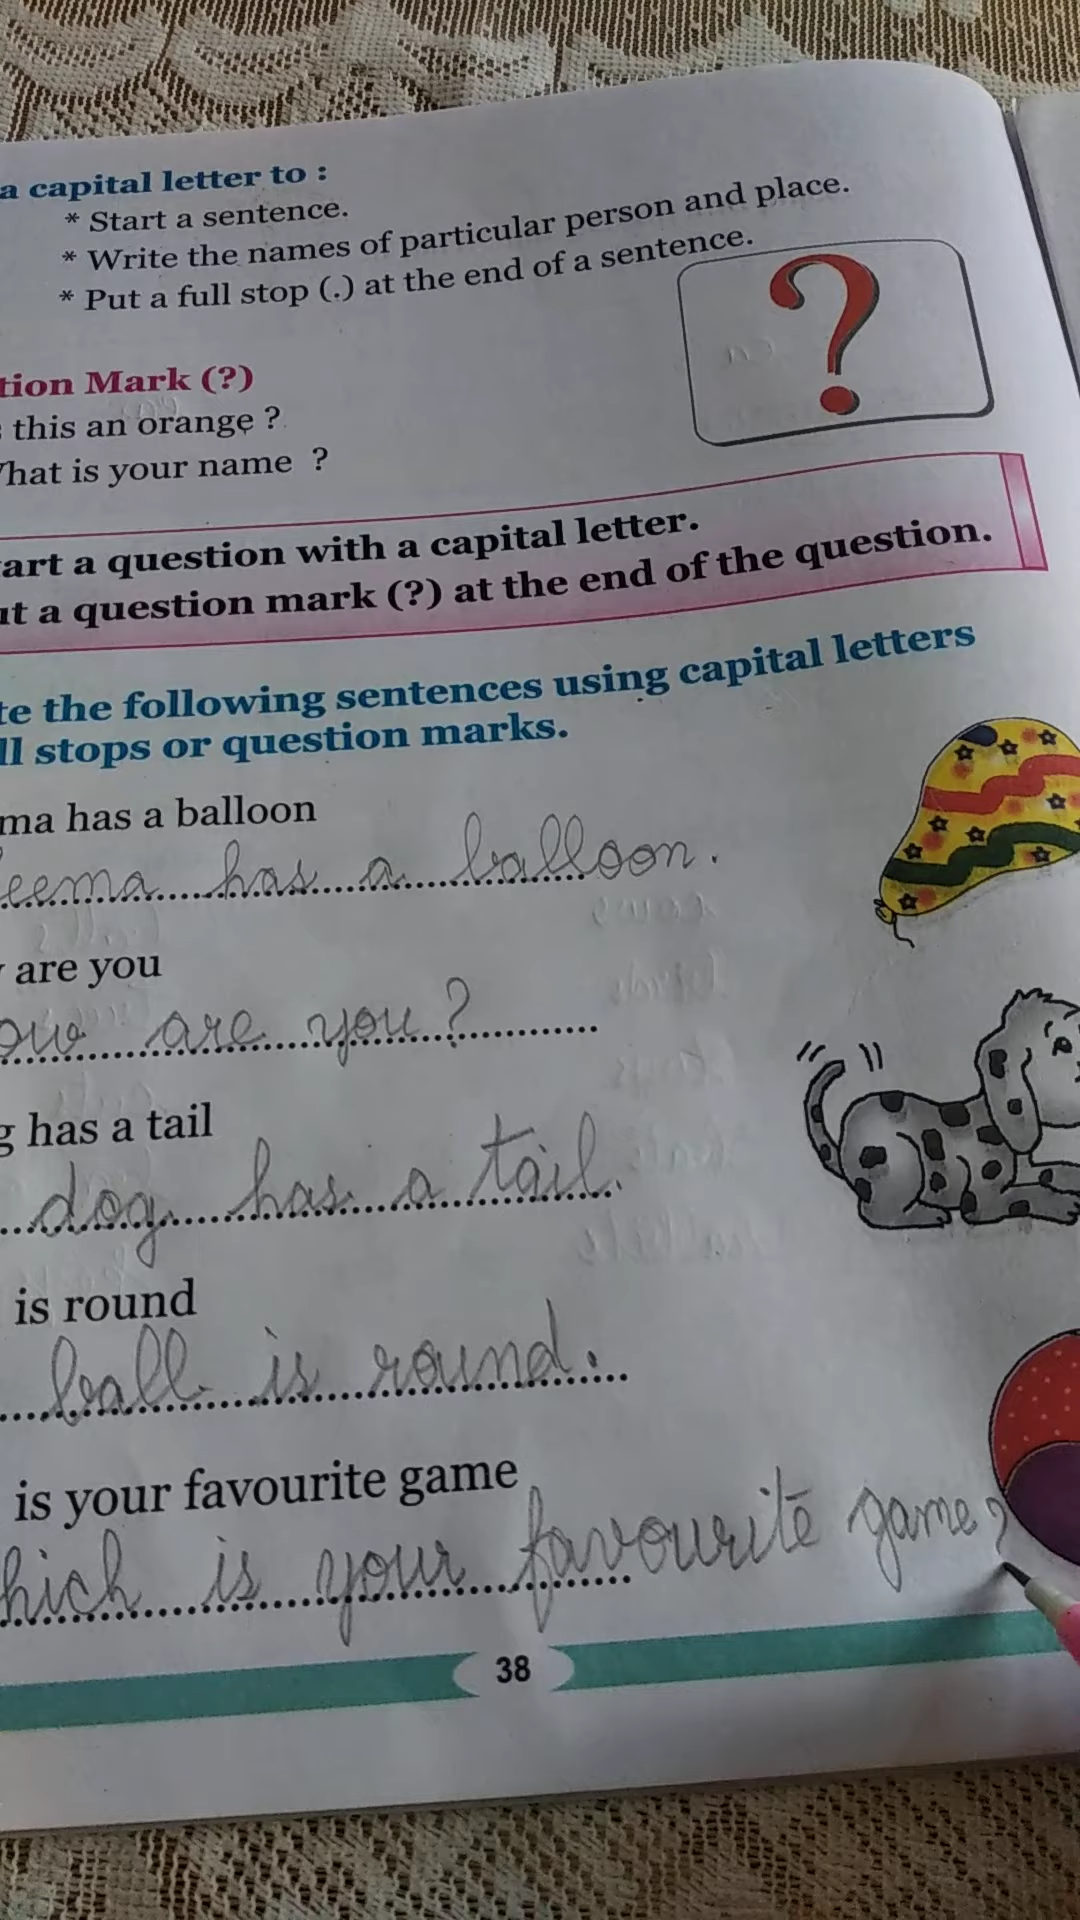 a capital letter to :
* Start a sentence.
* Write the names of particular person and place.
* Put a full stop (.) at the end of a sentence.
?
tion Mark (?)
this an orange ?
hat is your name ?
art a question with a capital letter.
ut a question mark (?) at the end of the question.
te the following sentences using capital letters
ll stops or question marks.
ma has a balloon
eema has a balloon.
are you
ow are you?
g has a tail
dog has a tail.
is round
ball is round.
is your favourite game
hich is your favourite game?
38